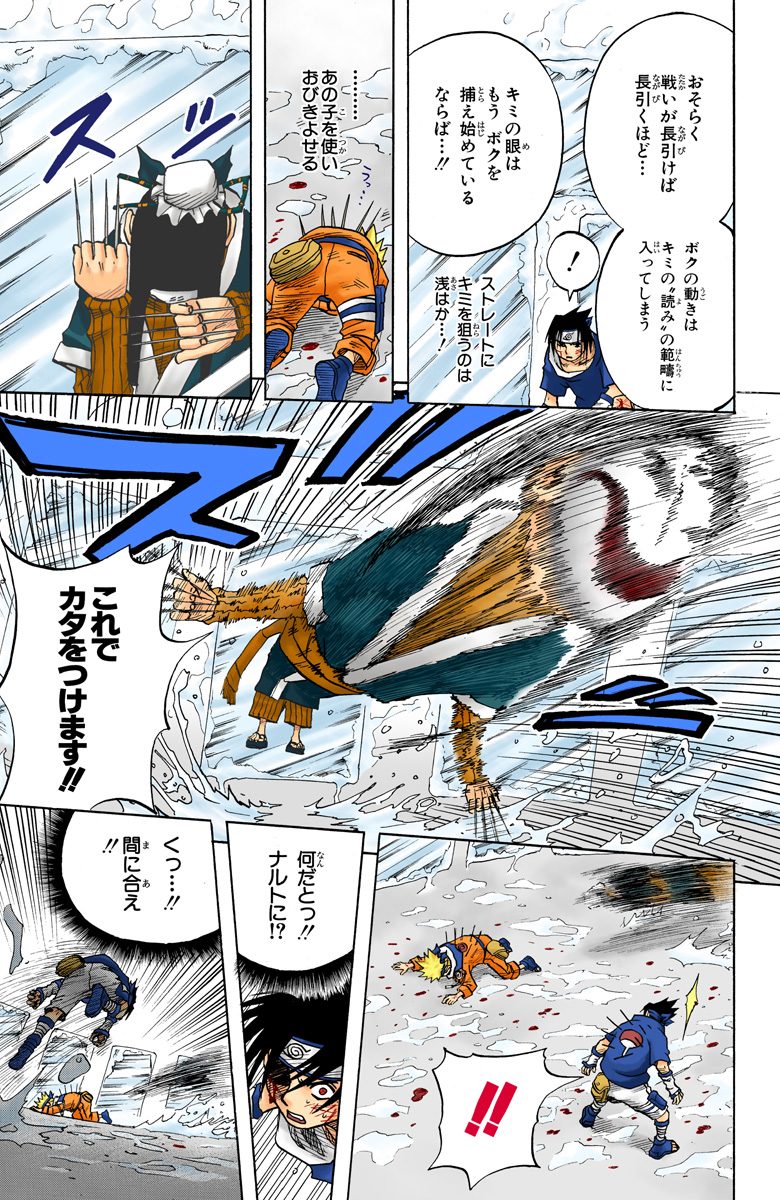 おそらく
戦いが長引けば
長引くほど…
ボクの動きは
キミの〝読み〟の範疇に
入ってしまう
!
キミの眼は
もう ボクを
捕え始めている
ならば…!!
ストレートに
キミを狙うのは
浅はか…!
………
あの子を使い
おびきよせる
うっ…
スッ
ズッ
これで
カタをつけます!!
!!
何だとっ!!
ナルトに!?
くっ…!!
間に合え
!!